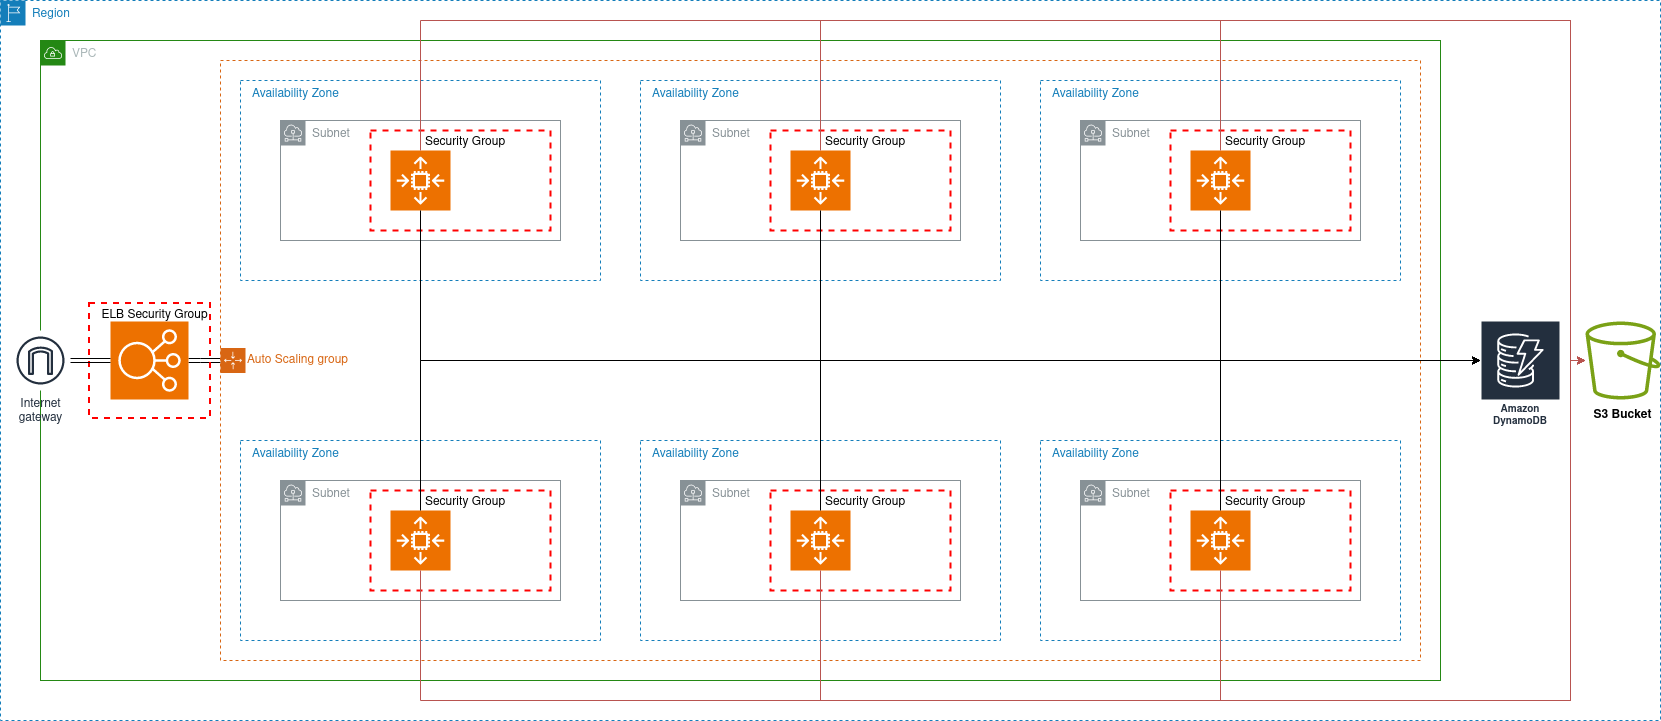 Region
VPC
Availability Zone
Availability Zone
Availability Zone
Subnet
Security Group
Subnet
Security Group
Subnet
Security Group
ELB Security Group
Auto Scaling group
Internet
gateway
Amazon
DynamoDB
S3 Bucket
Availability Zone
Availability Zone
Availability Zone
Subnet
Security Group
Subnet
Security Group
Subnet
Security Group